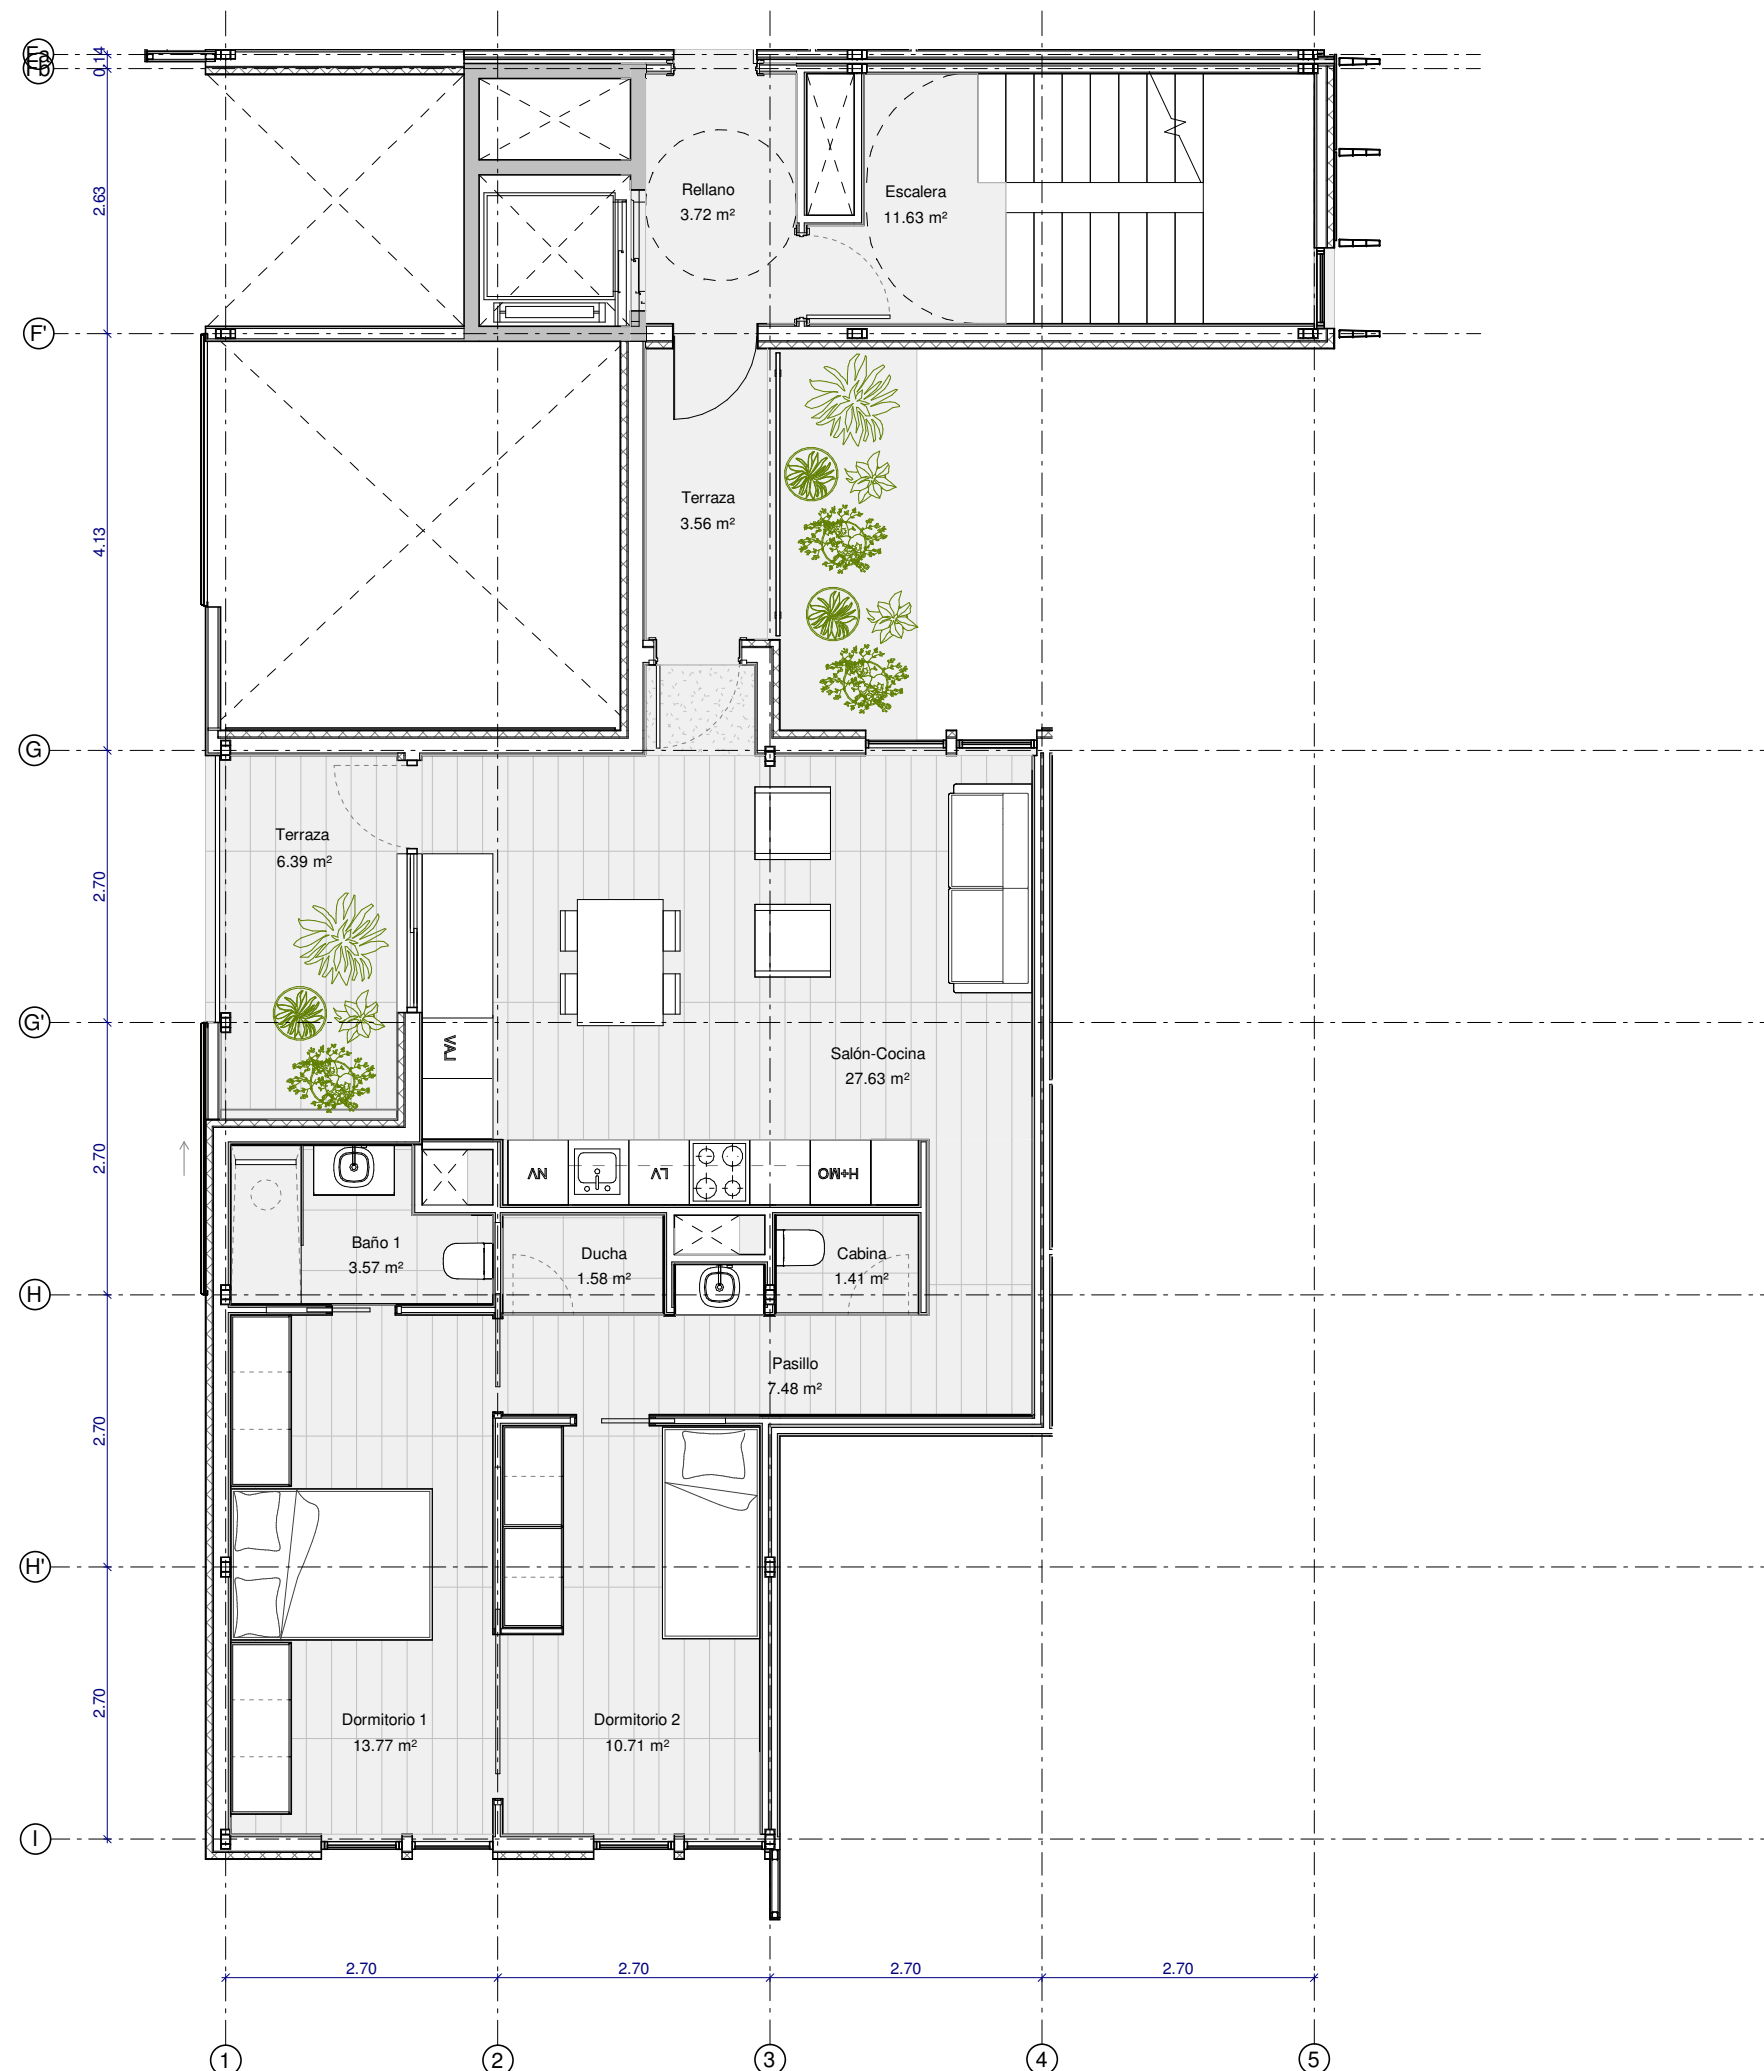 Fa
Fb
0.14
2.63
Rellano
3.72 m²
Escalera
11.63 m²
F'
4.13
Terraza
3.56 m²
G
2.70
Terraza
6.39 m²
G'
VAJ
Salón-Cocina
27.63 m²
2.70
NV
LV
H+MO
Baño 1
3.57 m²
Ducha
1.58 m²
Cabina
1.41 m²
H
Pasillo
7.48 m²
2.70
H'
2.70
Dormitorio 1
13.77 m²
Dormitorio 2
10.71 m²
I
2.70
2.70
2.70
2.70
1
2
3
4
5